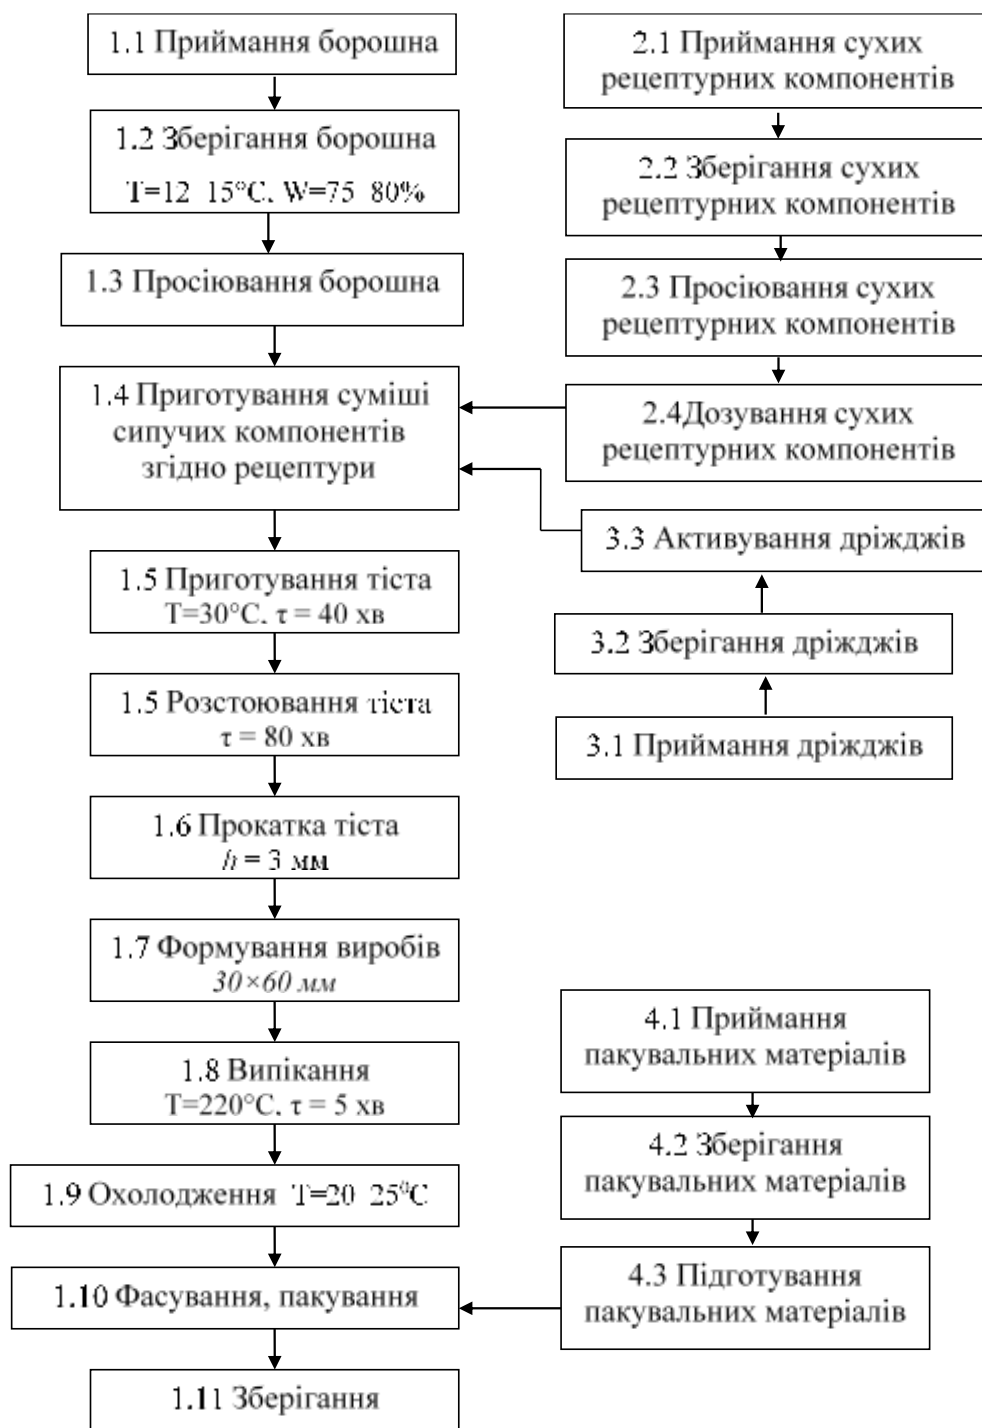 1.1 Приймання борошна
1.2 Зберігання борошна
T=12 15°C, W=75 80%
1.3 Просіювання борошна
1.4 Приготування суміші
сипучих компонентів
згідно рецептури
1.5 Приготування тіста
T=30°C, τ = 40 хв
1.5 Розстоювання тіста
τ = 80 хв
1.6 Прокатка тіста
h = 3 мм
1.7 Формування виробів
30×60 мм
1.8 Випікання
T=220°C, τ = 5 хв
1.9 Охолодження T=20 25⁰C
1.10 Фасування, пакування
1.11 Зберігання
2.1 Приймання сухих
рецептурних компонентів
2.2 Зберігання сухих
рецептурних компонентів
2.3 Просіювання сухих
рецептурних компонентів
2.4Дозування сухих
рецептурних компонентів
3.3 Активування дріжджів
3.2 Зберігання дріжджів
3.1 Приймання дріжджів
4.1 Приймання
пакувальних матеріалів
4.2 Зберігання
пакувальних матеріалів
4.3 Підготування
пакувальних матеріалів